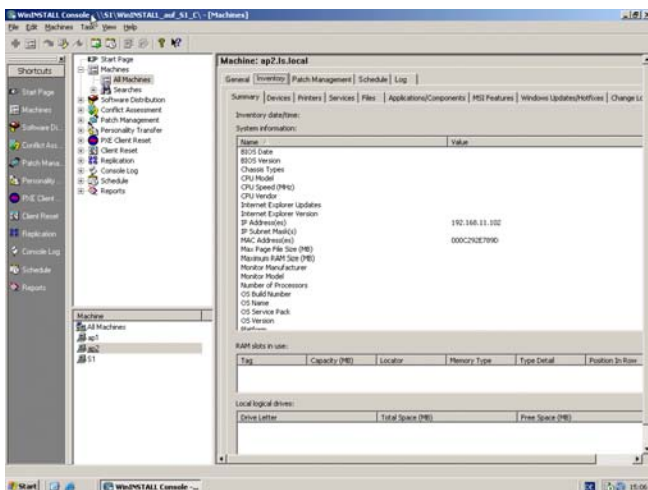 WinINSTALL Console - \\S1\WinINSTALL_auf_S1_C\ - [Machines]
File Edit Machines Task View Help
Shortcuts
Start Page
Machines
Software Di...
Conflict Ass...
Patch Mana...
Personality ...
PXE Client ...
Client Reset
Replication
Console Log
Schedule
Reports
Start Page
Machines
All Machines
Searches
Software Distribution
Conflict Assessment
Patch Management
Personality Transfer
PXE Client Reset
Client Reset
Replication
Console Log
Schedule
Reports
Machine
All Machines
ap1
ap2
S1
Machine: ap2.ls.local
General Inventory Patch Management Schedule Log
Summary Devices Printers Services Files Applications/Components MSI Features Windows Updates/Hotfixes Change Lo
Inventory date/time:
System information:
Name Value
BIOS Date
BIOS Version
Chassis Types
CPU Model
CPU Speed (MHz)
CPU Vendor
Internet Explorer Updates
Internet Explorer Version
IP Address(es) 192.168.11.102
IP Subnet Mask(s)
MAC Address(es) 000C292E789D
Max Page File Size (MB)
Maximum RAM Size (MB)
Monitor Manufacturer
Monitor Model
Number of Processors
OS Build Number
OS Name
OS Service Pack
OS Version
Platform
RAM slots in use:
Tag Capacity (MB) Locator Memory Type Type Detail Position In Row
Local logical drives:
Drive Letter Total Space (MB) Free Space (MB)
Start WinINSTALL Console -... DE 15:06